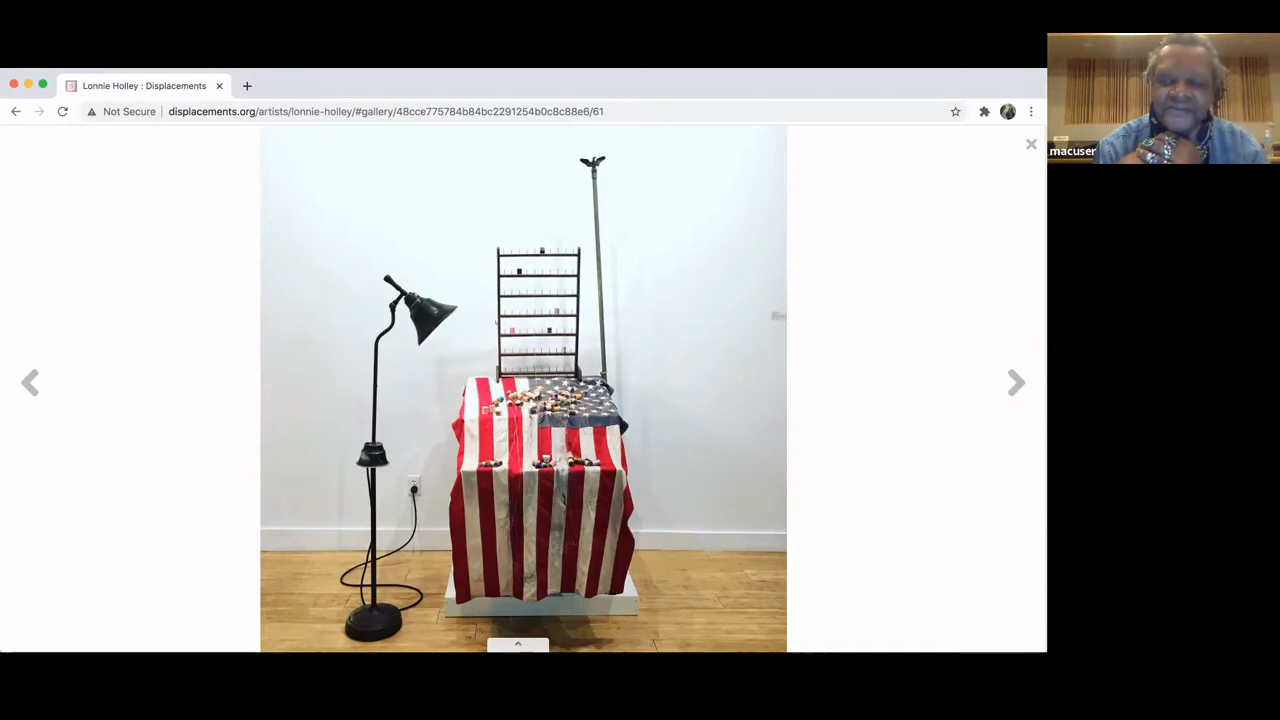 Lonnie Holley : Displacements
Not Secure
displacements.org/artists/lonnie-holley/#gallery/48cce775784b84bc2291254b0c8c88e6/61
macuser